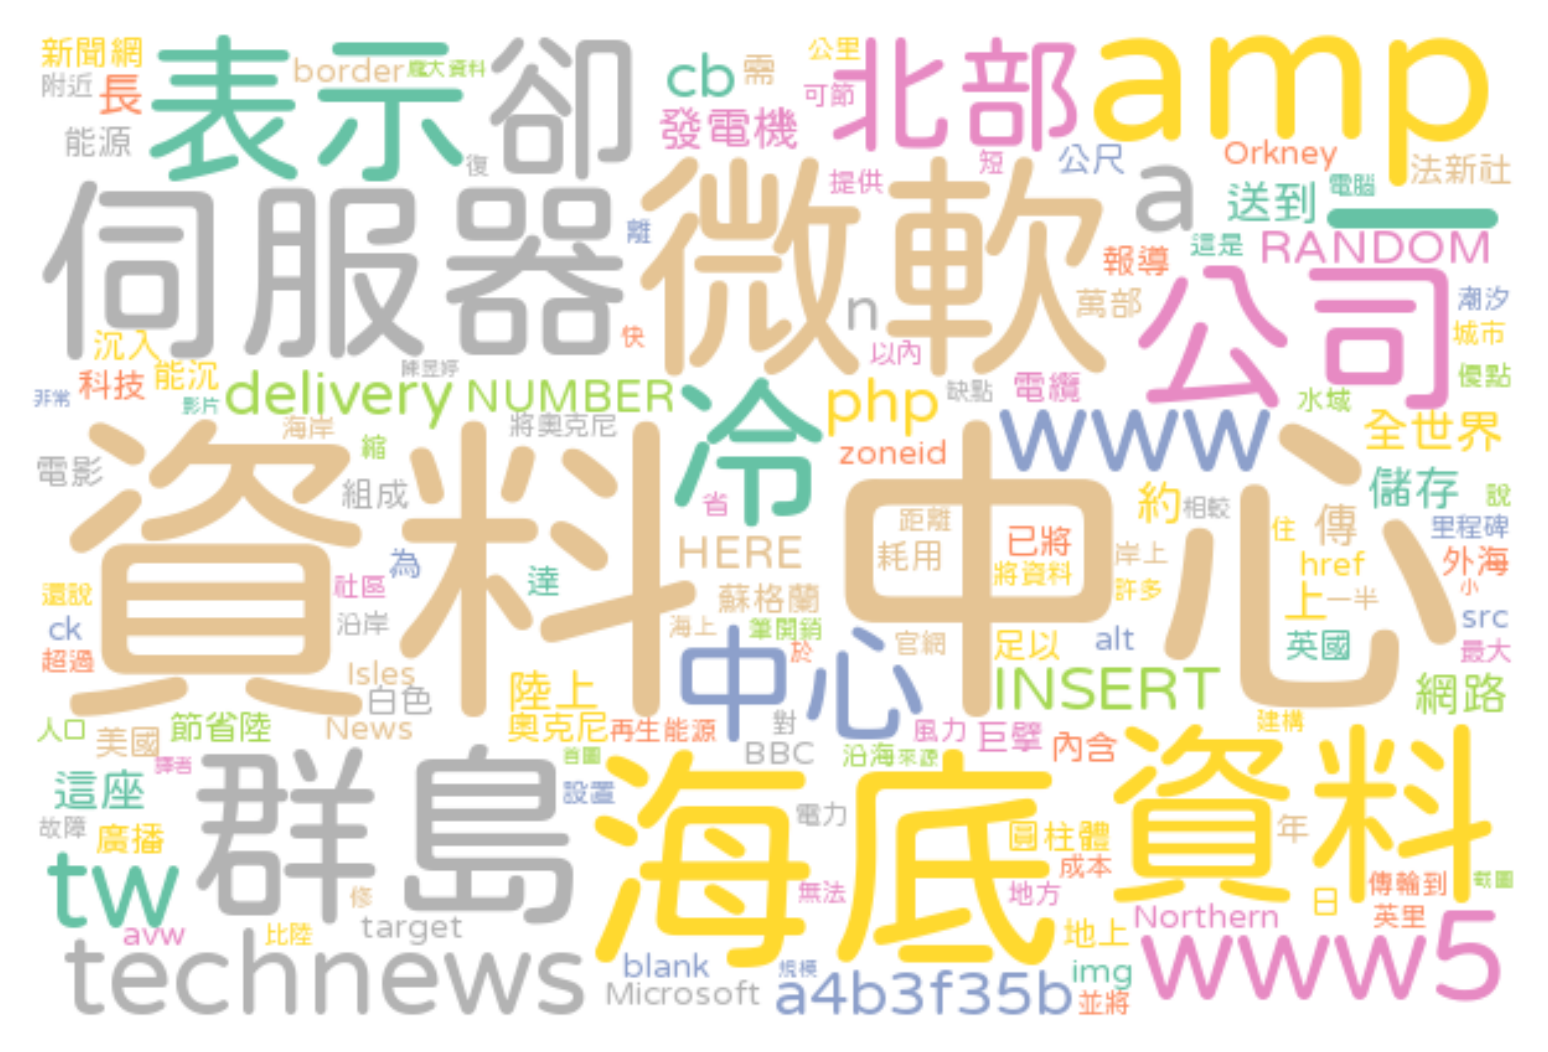 新聞網
border
龐大資料
表示
卻
cb
需
公里
北部
amp
附近
長
可節
發電機
能源
復
短
公尺
Orkney
法新社
提供
a
送到
電腦
一
伺服器
微軟
離
這是
RANDOM
報導
公司
潮汐
n
萬部
城市
沉入
快
以內
科技
能沉
陳昱婷
優點
非常
影片
delivery
NUMBER
冷
php
缺點
電纜
水域
海岸
將奧克尼
www
全世界
縮
zoneid
電影
組成
資料中心
省
距離
約
相較
儲存
說
住
傳
里程碑
HERE
耗用
已將
岸上
為
達
將資料
href
外海
社區
還說
蘇格蘭
許多
上
一半
小
ck
沿岸
海上
筆開銷
src
超過
中心
於
官網
足以
alt
英國
最大
Isles
白色
陸上
INSERT
網路
人口
美國
節省陸
News
奧克尼
再生能源
對
風力
巨擘
內含
建構
譯者
首圖
BBC
沿海
來源
這座
群島
設置
海底
資料
故障
廣播
電力
圓柱體
年
tw
修
無法
成本
地方
傳輸到
截圖
avw
比陸
target
Northern
日
英里
地上
technews
blank
規模
img
www5
Microsoft
a4b3f35b
並將